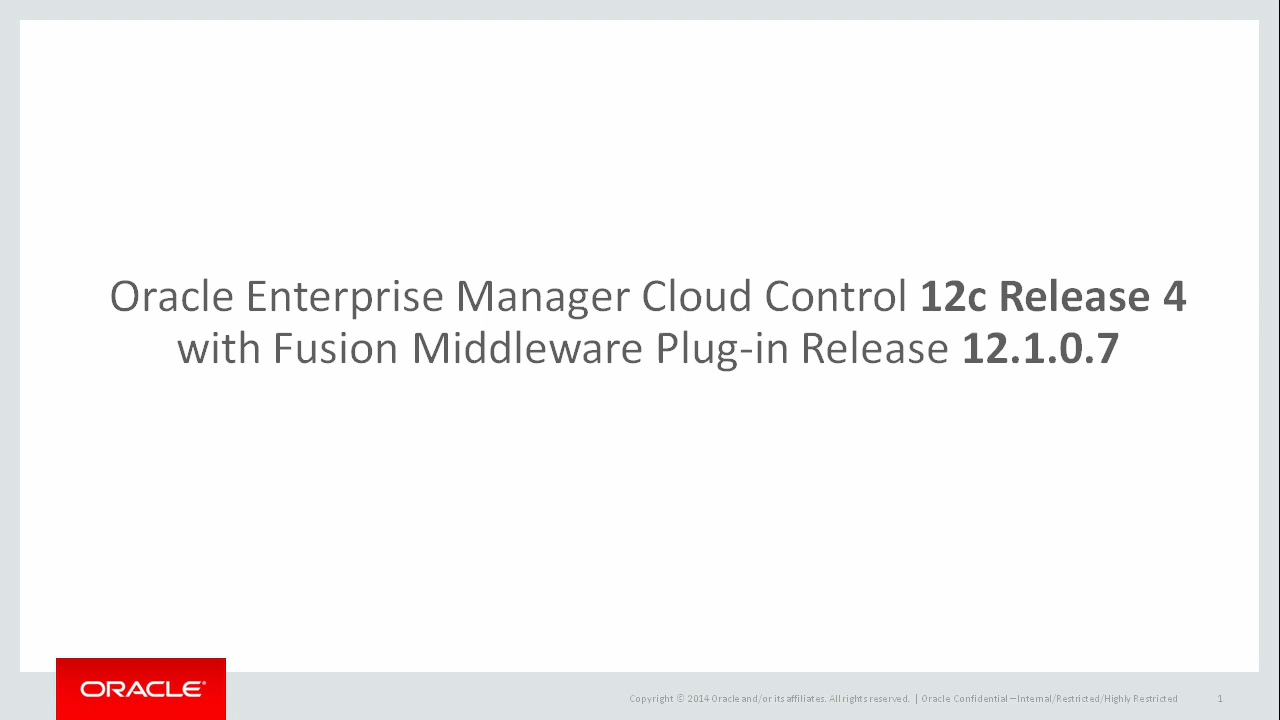 Oracle Enterprise Manager Cloud Control 12c Release 4
with Fusion Middleware Plug-in Release 12.1.0.7
ORACLE®
Copyright © 2014 Oracle and/or its affiliates. All rights reserved. | Oracle Confidential – Internal/Restricted/Highly Restricted 1